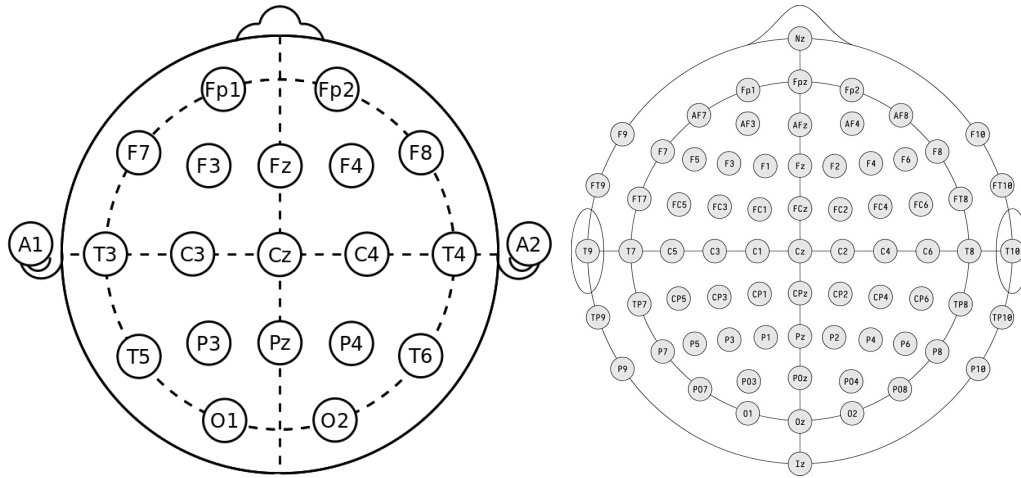 Fp1 Fp2
F7 F3 Fz F4 F8
A1 T3 C3 Cz C4 T4 A2
T5 P3 Pz P4 T6
O1 O2
Nz
Fp1 Fpz Fp2
AF7 AF3 AFz AF4 AF8
F9 F7 F5 F3 F1 Fz F2 F4 F6 F8 F10
FT9 FT7 FC5 FC3 FC1 FCz FC2 FC4 FC6 FT8 FT10
T9 T7 C5 C3 C1 Cz C2 C4 C6 T8 T10
TP9 TP7 CP5 CP3 CP1 CPz CP2 CP4 CP6 TP8 TP10
P9 P7 P5 P3 P1 Pz P2 P4 P6 P8 P10
PO7 PO3 POz PO4 PO8
O1 Oz O2
Iz